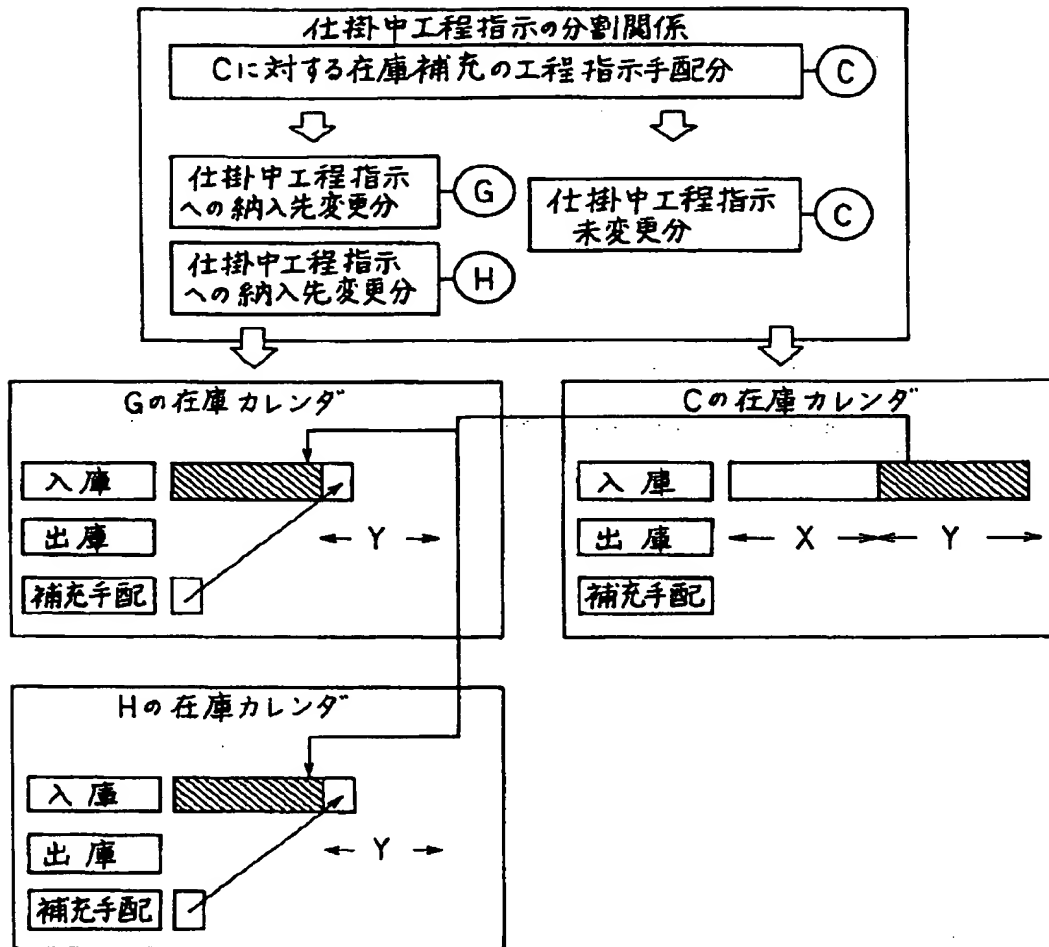 仕掛中工程指示の分割関係
Cに対する在庫補充の工程指示手配分
C
仕掛中工程指示
への納入先変更分
G
仕掛中工程指示
未変更分
C
仕掛中工程指示
への納入先変更分
H
Gの在庫カレンダ
入庫
出庫
Y
補充手配
Cの在庫カレンダ
入庫
出庫
X
Y
補充手配
Hの在庫カレンダ
入庫
出庫
Y
補充手配